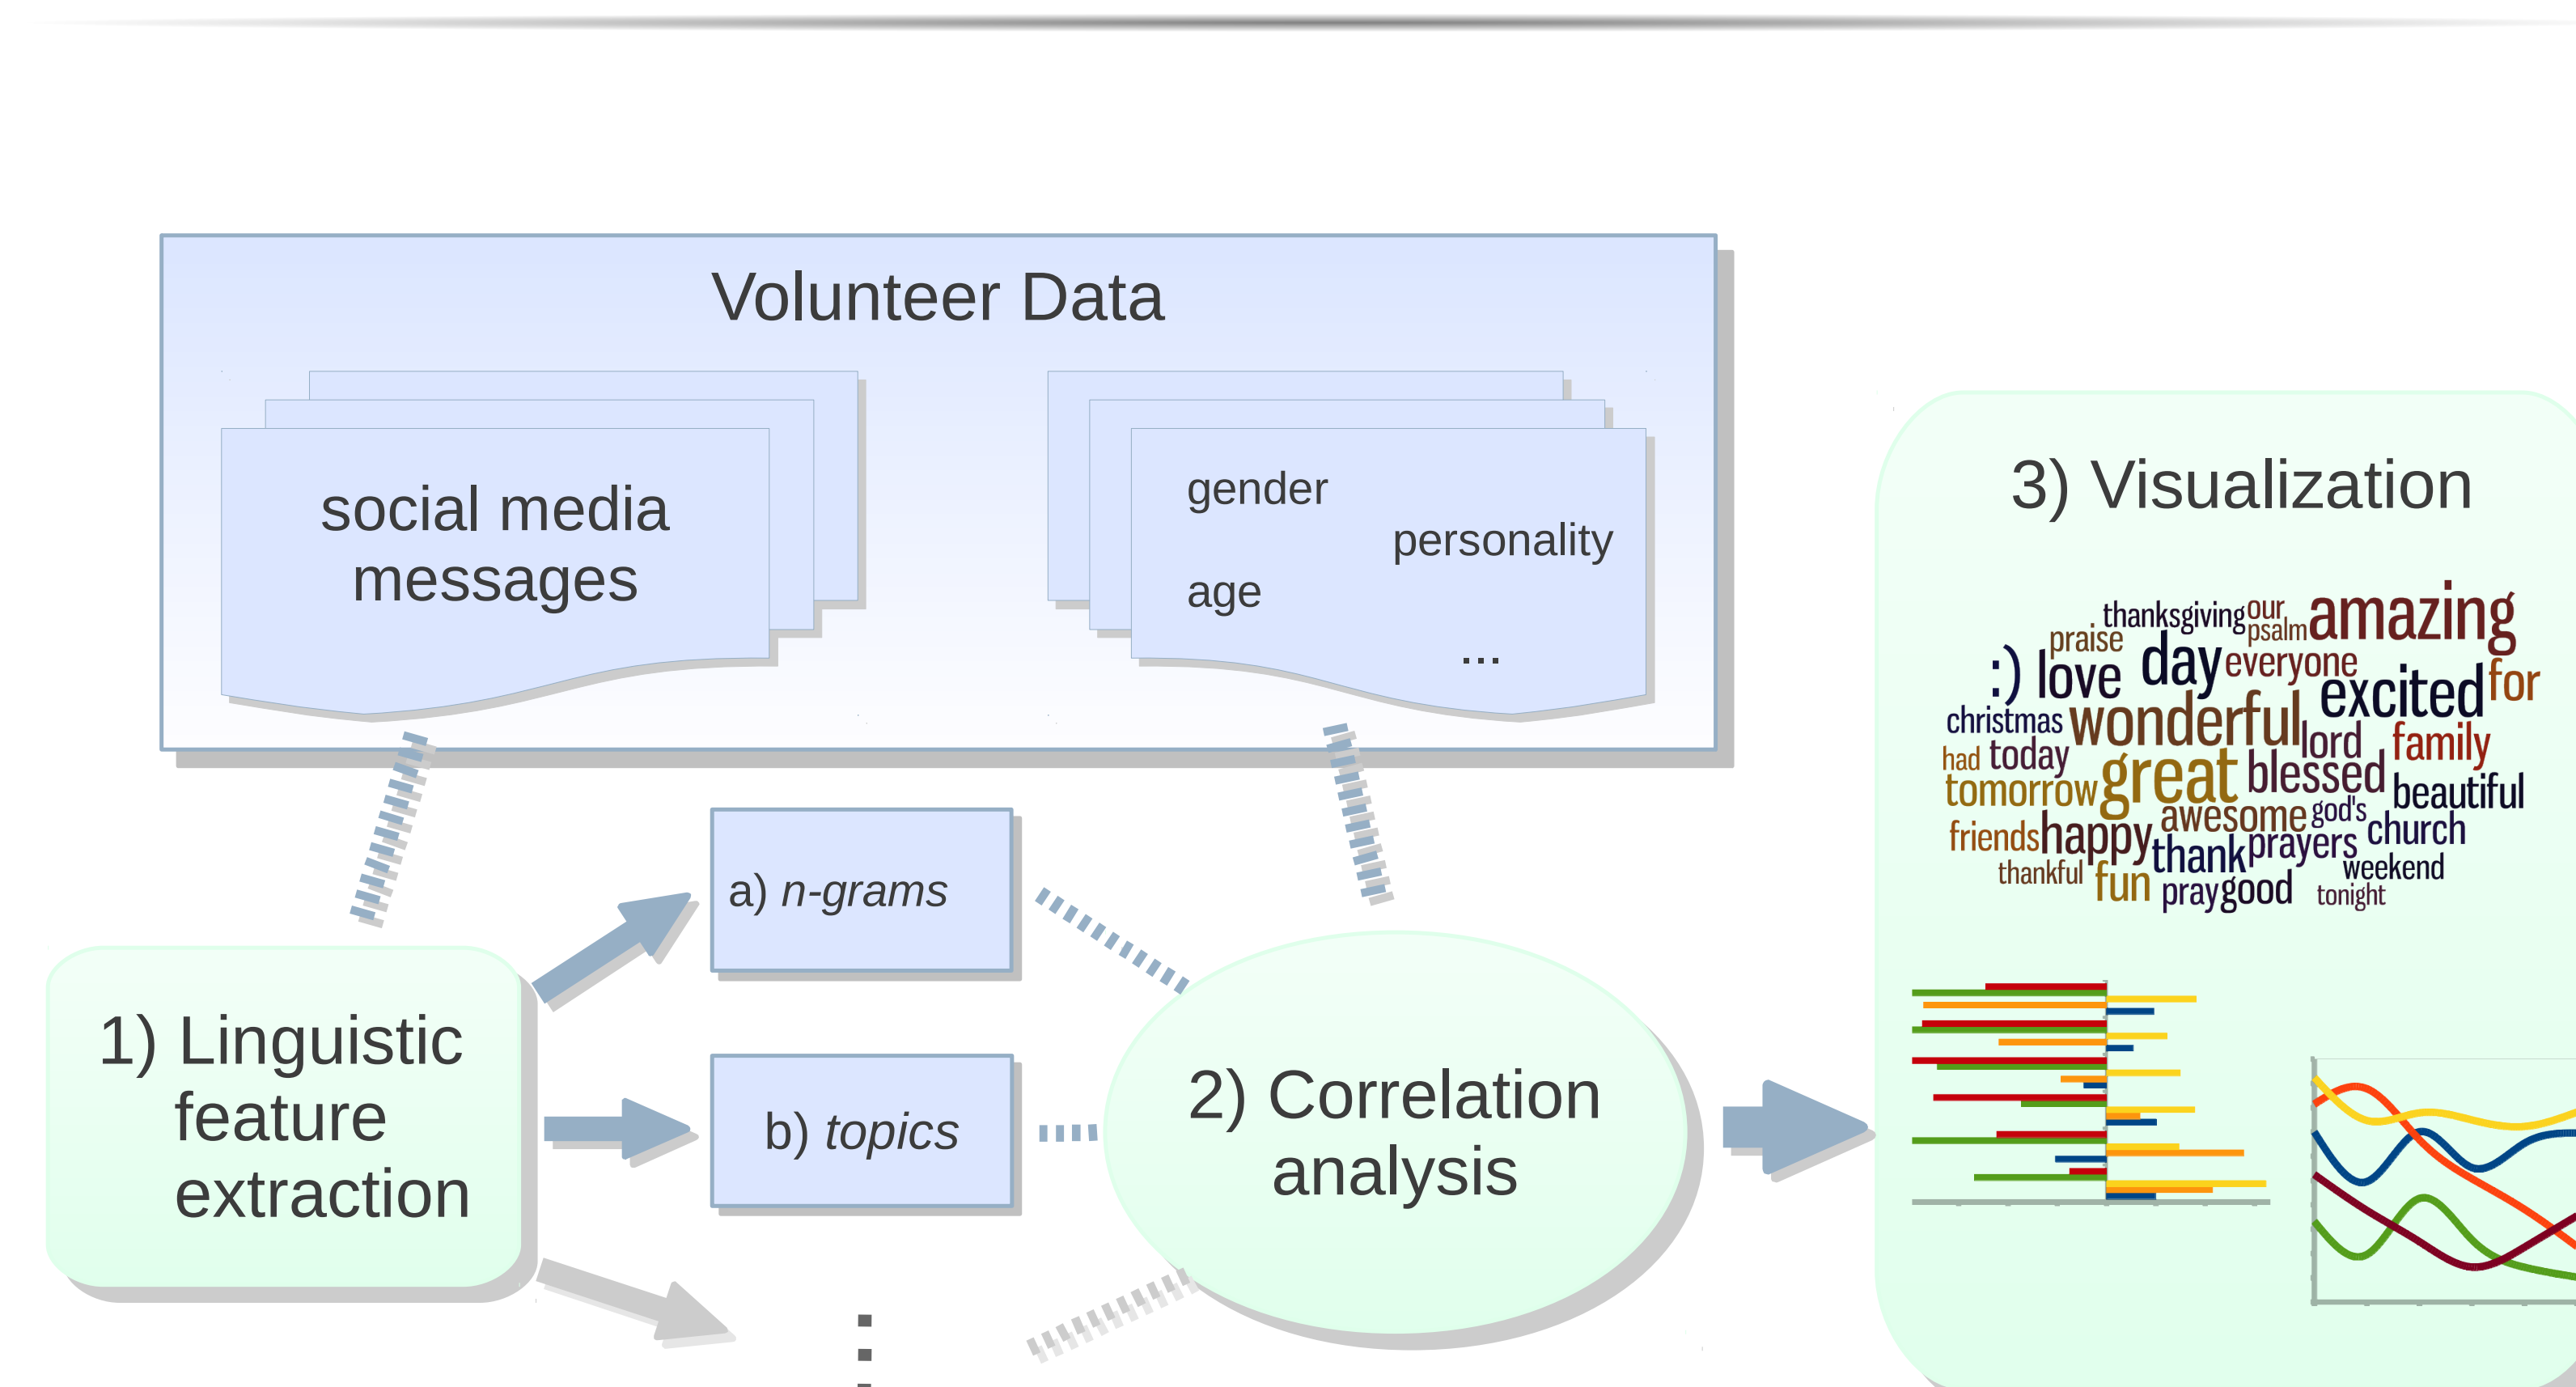 Volunteer Data
social media
messages
gender
personality
age
...
3) Visualization
thanksgiving our amazing
praise psalm
:) love day everyone
excited for
christmas wonderful lord family
had today
tomorrow great blessed beautiful
awesome god's
friends happy thank prayers church
weekend
thankful fun pray good tonight
a) n-grams
1) Linguistic
feature
extraction
b) topics
2) Correlation
analysis